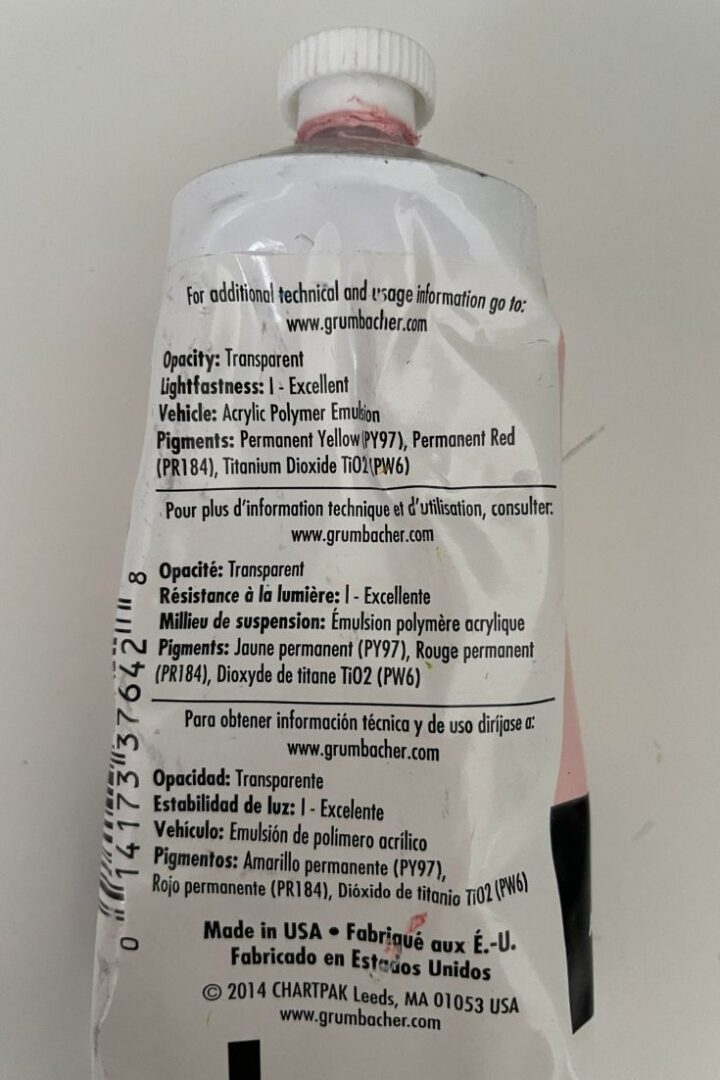 For additional technical and usage information go to:
www.grumbacher.com
Opacity: Transparent
Lightfastness: I - Excellent
Vehicle: Acrylic Polymer Emulsion
Pigments: Permanent Yellow (PY97), Permanent Red
(PR184), Titanium Dioxide TiO2 (PW6)
Pour plus d'information technique et d'utilisation, consulter:
www.grumbacher.com
Opacité: Transparent
Résistance à la lumière: I - Excellente
Millieu de suspension: Émulsion polymère acrylique
Pigments: Jaune permanent (PY97), Rouge permanent
(PR184), Dioxyde de titane TiO2 (PW6)
Para obtener información técnica y de uso diríjase a:
www.grumbacher.com
Opacidad: Transparente
Estabilidad de luz: I - Excelente
Vehículo: Emulsión de polímero acrílico
Pigmentos: Amarillo permanente (PY97),
Rojo permanente (PR184), Dióxido de titanio TiO2 (PW6)
Made in USA • Fabriqué aux É.-U.
Fabricado en Estados Unidos
© 2014 CHARTPAK Leeds, MA 01053 USA
www.grumbacher.com
0 14173 37642 8